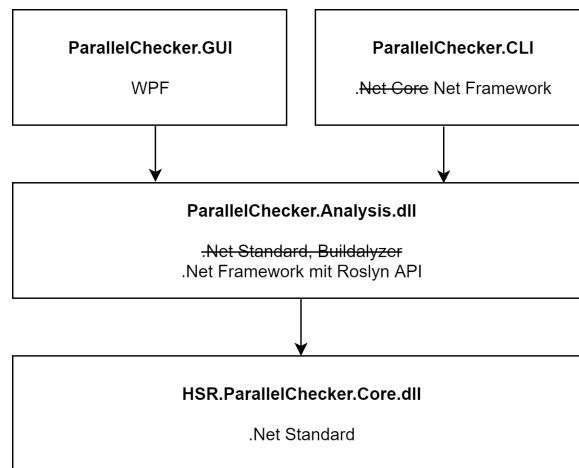 ParallelChecker.GUI
WPF
ParallelChecker.CLI
.Net Core Net Framework
ParallelChecker.Analysis.dll
.Net Standard, Buildalyzer
.Net Framework mit Roslyn API
HSR.ParallelChecker.Core.dll
.Net Standard